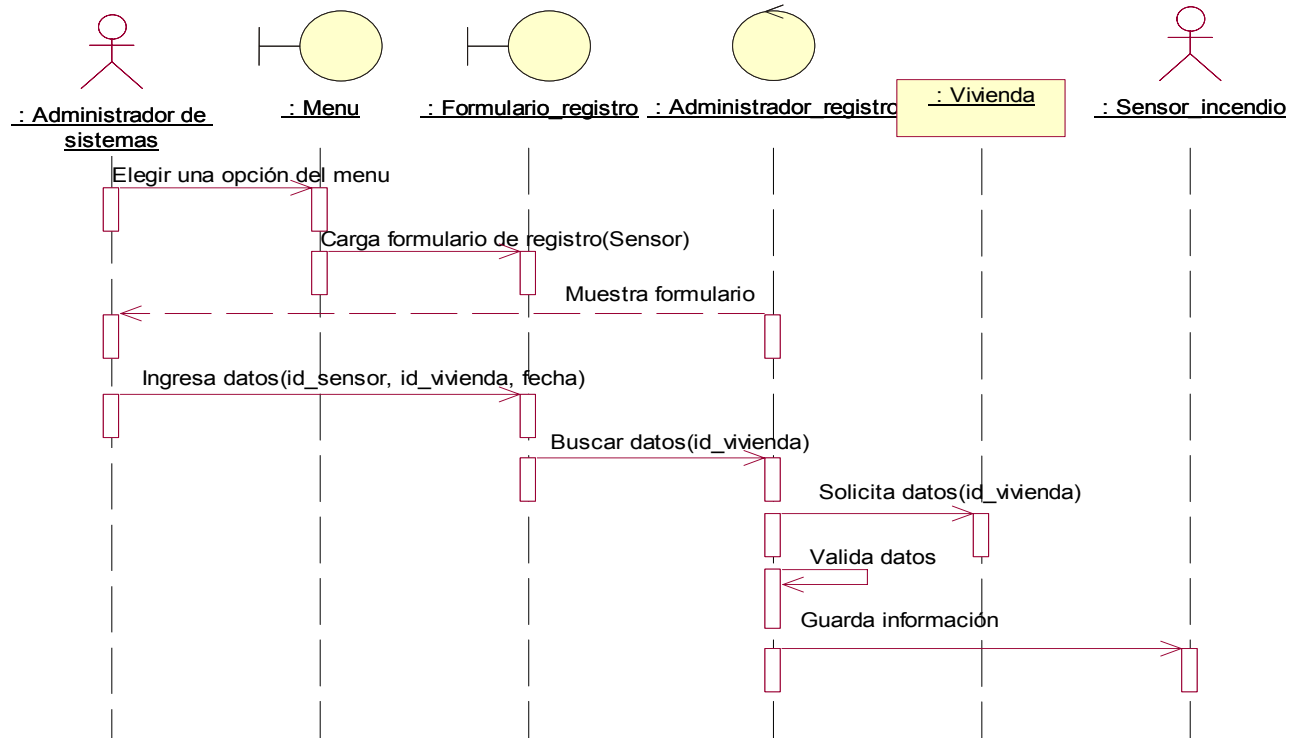 : Administrador de
sistemas
: Menu
: Formulario_registro
: Administrador_registro
: Vivienda
: Sensor_incendio
Elegir una opción del menu
Carga formulario de registro(Sensor)
Muestra formulario
Ingresa datos(id_sensor, id_vivienda, fecha)
Buscar datos(id_vivienda)
Solicita datos(id_vivienda)
Valida datos
Guarda información